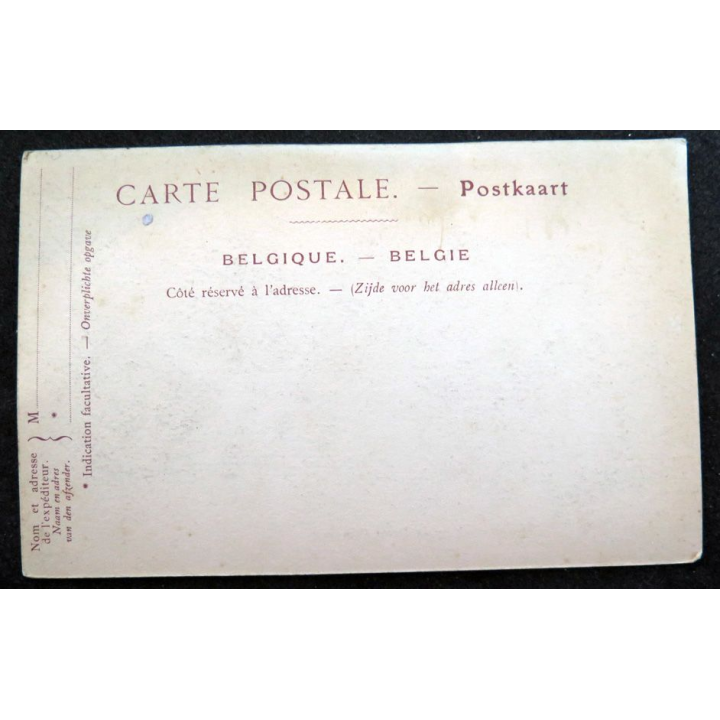 CARTE POSTALE. — Postkaart
BELGIQUE. — BELGIE
Côté réservé à l'adresse. — (Zijde voor het adres alleen).
Nom et adresse
de l'expéditeur.
Naam en adres
van den afzender.
M
*
* Indication facultative. — Onverplichte opgave